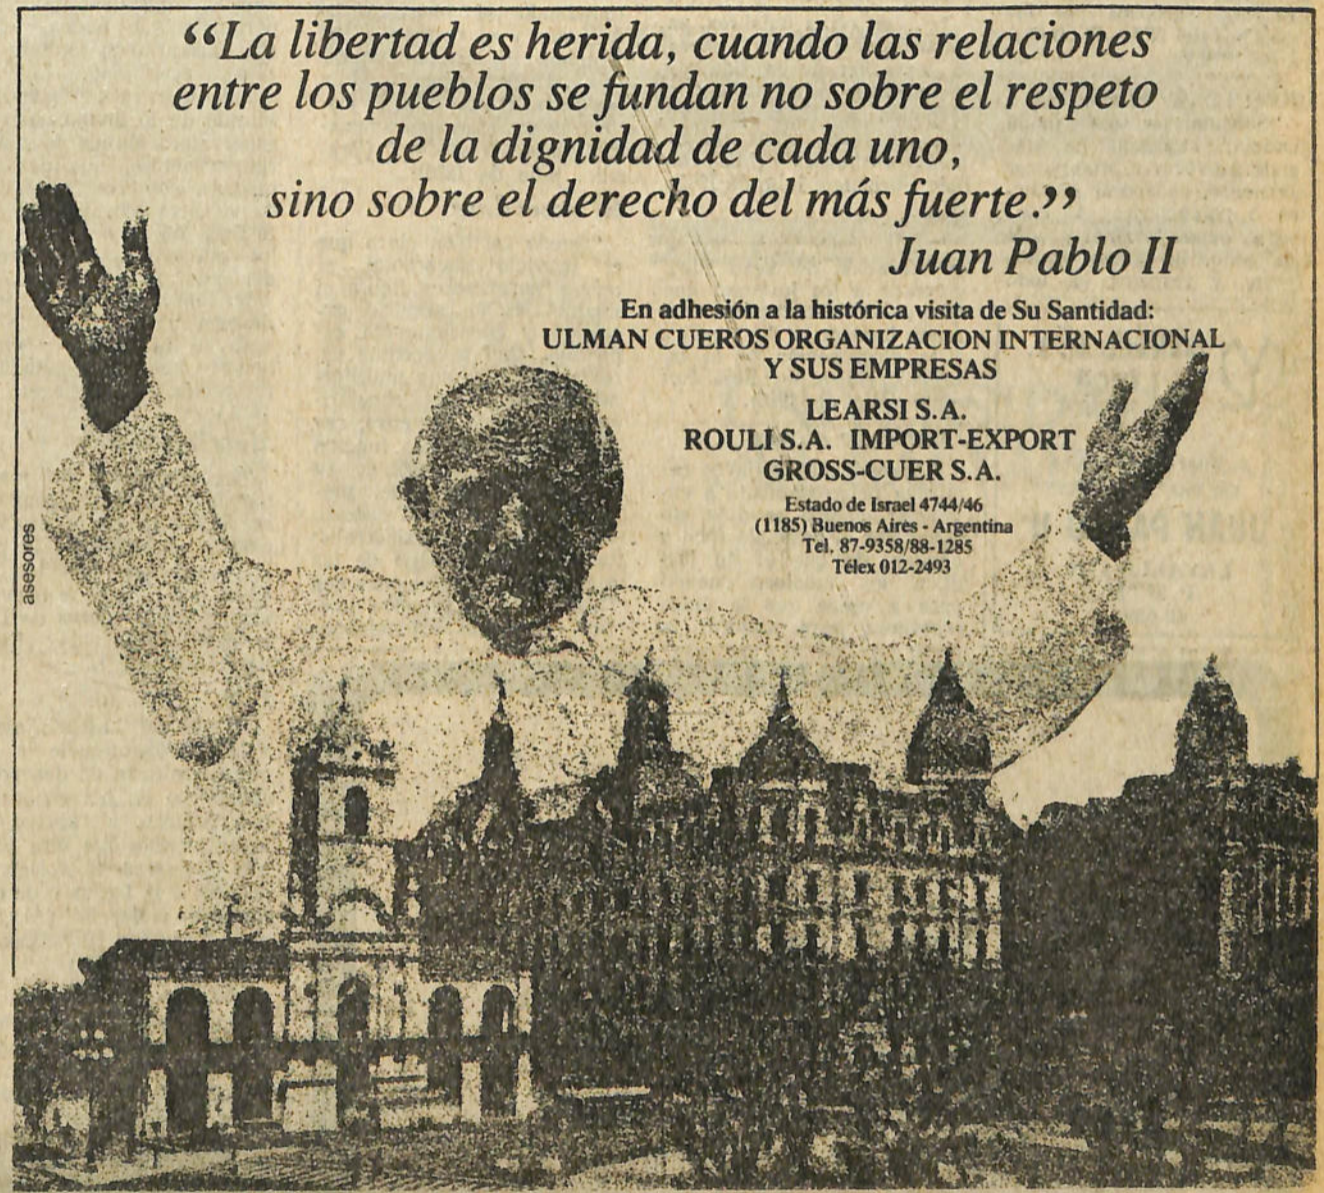 “La libertad es herida, cuando las relaciones
entre los pueblos se fundan no sobre el respeto
de la dignidad de cada uno,
sino sobre el derecho del más fuerte.”
Juan Pablo II
En adhesión a la histórica visita de Su Santidad:
ULMAN CUEROS ORGANIZACION INTERNACIONAL
Y SUS EMPRESAS
LEARSI S.A.
ROULI S.A. IMPORT-EXPORT
GROSS-CUER S.A.
Estado de Israel 4744/46
(1185) Buenos Aires - Argentina
Tel. 87-9358/88-1285
Télex 012-2493
asesores